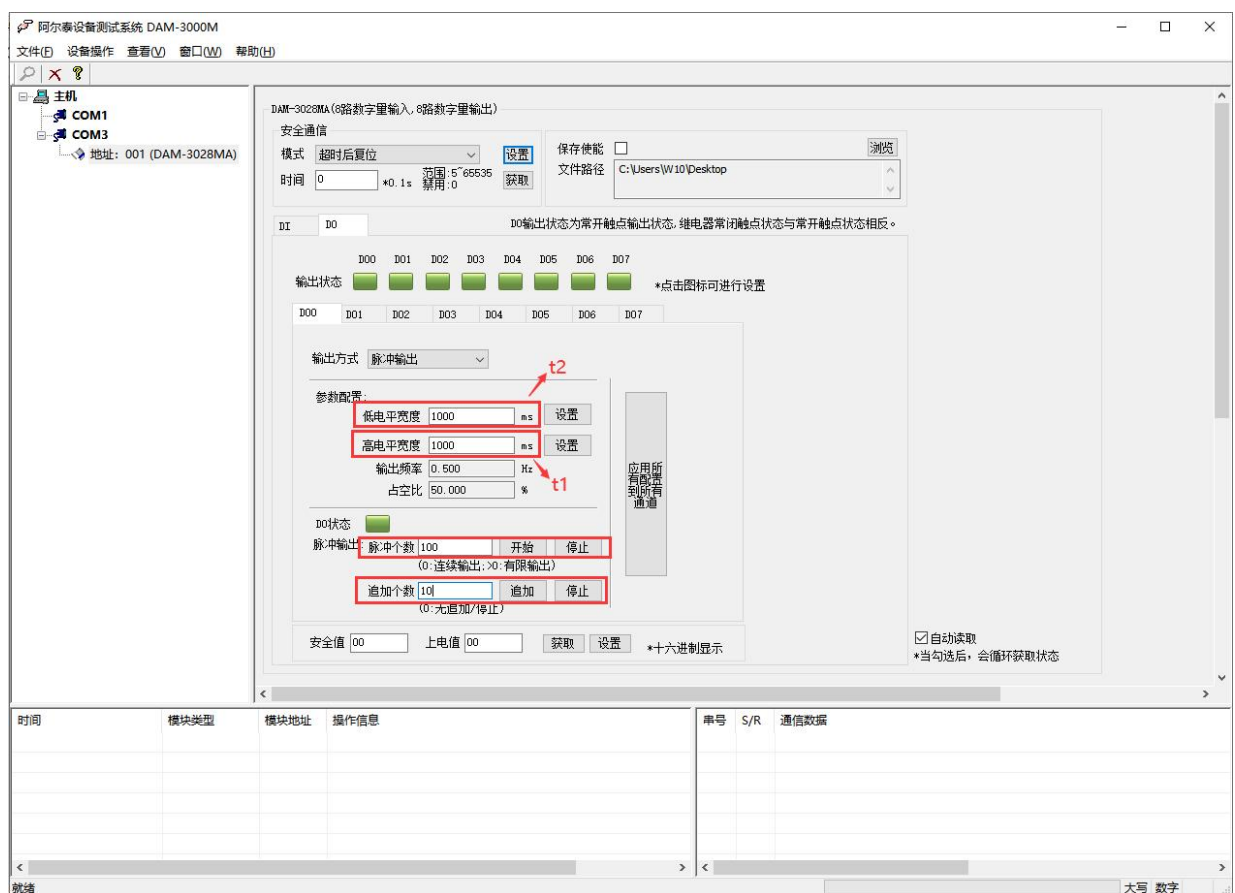 阿尔泰设备测试系统 DAM-3000M
文件(F) 设备操作 查看(V) 窗口(W) 帮助(H)
主机
COM1
COM3
地址：001 (DAM-3028MA)
DAM-3028MA(8路数字量输入,8路数字量输出)
安全通信
模式 超时后复位 设置
时间 0 *0.1s 范围:5~65535 禁用:0 获取
保存使能 浏览
文件路径 C:\Users\W10\Desktop
DI DO DO输出状态为常开触点输出状态,继电器常闭触点状态与常开触点状态相反。
DO0 DO1 DO2 DO3 DO4 DO5 DO6 DO7
输出状态 *点击图标可进行设置
DO0 DO1 DO2 DO3 DO4 DO5 DO6 DO7
输出方式 脉冲输出
t2
参数配置:
低电平宽度 1000 ms 设置
高电平宽度 1000 ms 设置
输出频率 0.500 Hz
t1
占空比 50.000 %
应用所
有配置
到所有
通道
DO状态
脉冲输出: 脉冲个数 100 开始 停止
(0:连续输出;>0:有限输出)
追加个数 10 追加 停止
(0:无追加/停止)
安全值 00 上电值 00 获取 设置 *十六进制显示
自动读取
*当勾选后，会循环获取状态
时间 模块类型 模块地址 操作信息
串号 S/R 通信数据
就绪 大写 数字